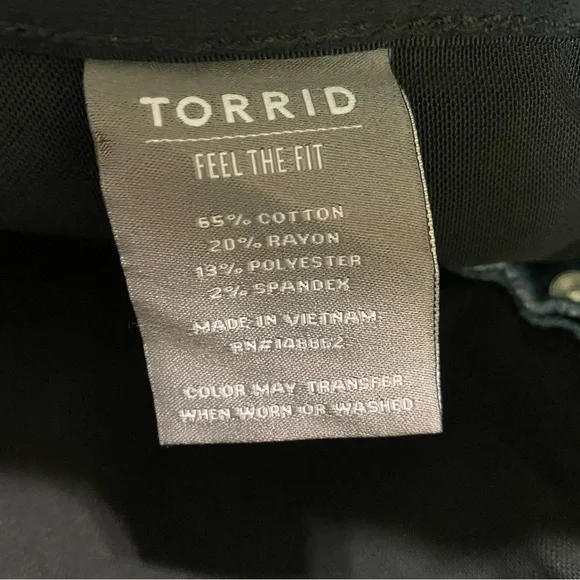 TORRID
FEEL THE FIT
65% COTTON
20% RAYON
13% POLYESTER
2% SPANDEX
MADE IN VIETNAM
RN#148862
COLOR MAY TRANSFER
WHEN WORN OR WASHED